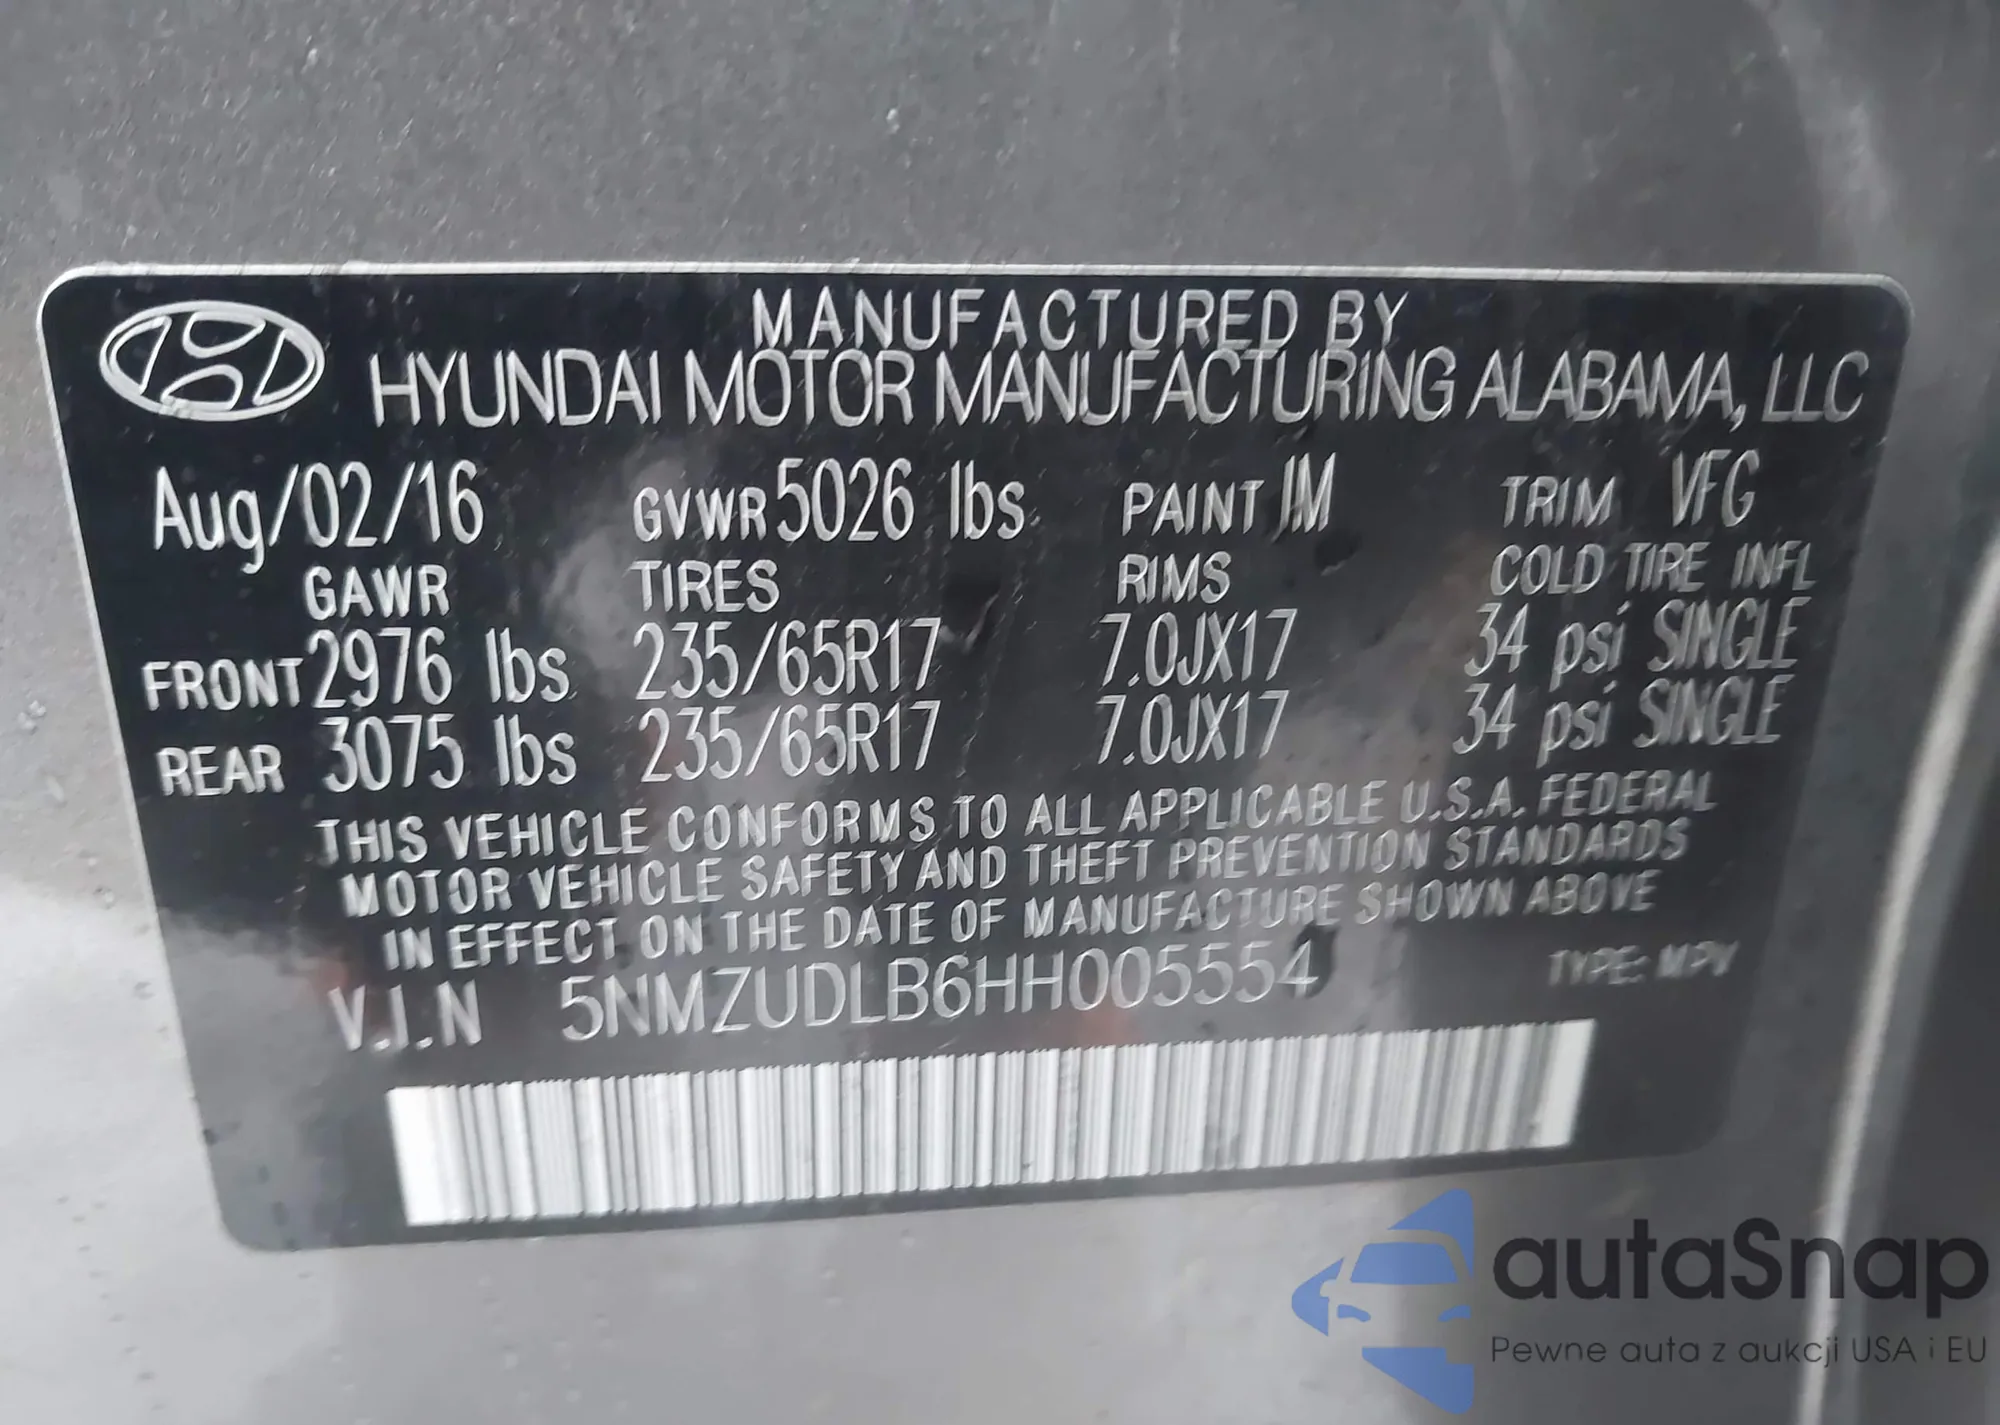 MANUFACTURED BY
HYUNDAI MOTOR MANUFACTURING ALABAMA, LLC
Aug/02/16 GVWR 5026 lbs. PAINT IM TRIM VFG
GAWR TIRES RIMS COLD TIRE INFL
FRONT 2976 lbs. 235/65R17 7.0JX17 34 psi SINGLE
REAR 3075 lbs 235/65R17 7.0JX17 34 psi SINGLE
THIS VEHICLE CONFORMS TO ALL APPLICABLE U.S.A. FEDERAL
MOTOR VEHICLE SAFETY AND THEFT PREVENTION STANDARDS
IN EFFECT ON THE DATE OF MANUFACTURE SHOWN ABOVE
V.I.N 5NMZUDLB6HH005554 TYPE: MPV
autaSnap
Pewne auta z aukcji USA i EU